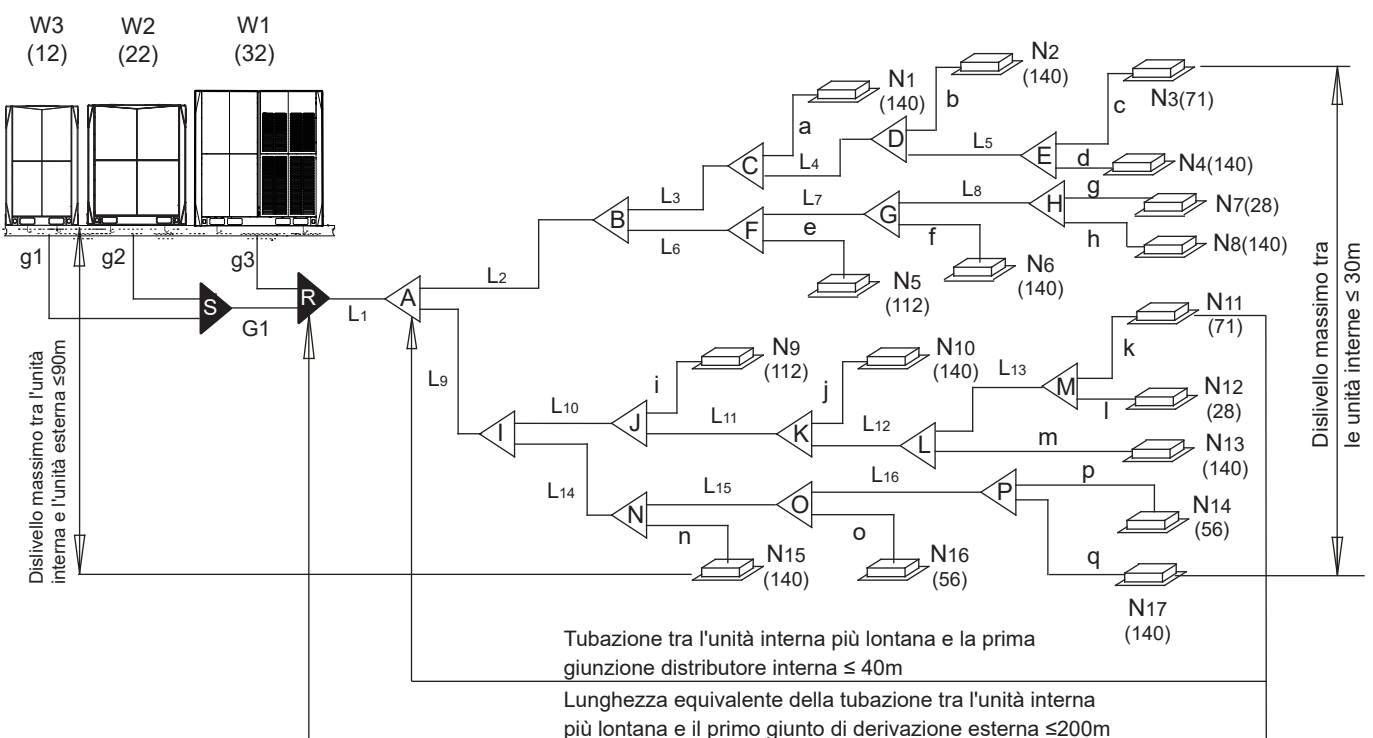 W3
(12)
W2
(22)
W1
(32)
g1
g2
g3
S
G1
R
L1
A
L2
L9
B
L3
L6
C
a
N1
(140)
L4
D
b
N2
(140)
L5
E
c
N3(71)
d
N4(140)
F
L7
e
N5
(112)
G
L8
f
N6
(140)
H
g
N7(28)
h
N8(140)
I
L10
L14
J
i
N9
(112)
L11
K
j
N10
(140)
L12
L
L13
M
k
N11
(71)
l
N12
(28)
m
N13
(140)
N
L15
n
N15
(140)
O
L16
o
N16
(56)
P
p
N14
(56)
q
N17
(140)
Dislivello massimo tra l'unità
interna e l'unità esterna ≤90m
Dislivello massimo tra
le unità interne ≤ 30m
Tubazione tra l'unità interna più lontana e la prima
giunzione distributore interna ≤ 40m
Lunghezza equivalente della tubazione tra l'unità interna
più lontana e il primo giunto di derivazione esterna ≤200m